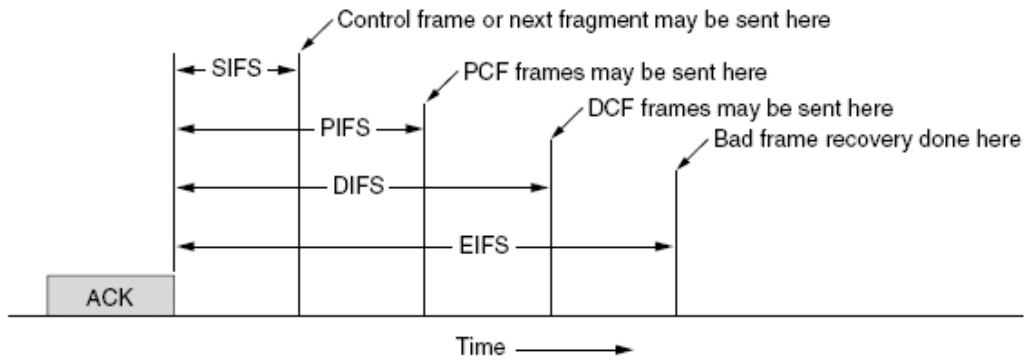 Control frame or next fragment may be sent here
SIFS
PCF frames may be sent here
PIFS
DCF frames may be sent here
DIFS
Bad frame recovery done here
EIFS
ACK
Time